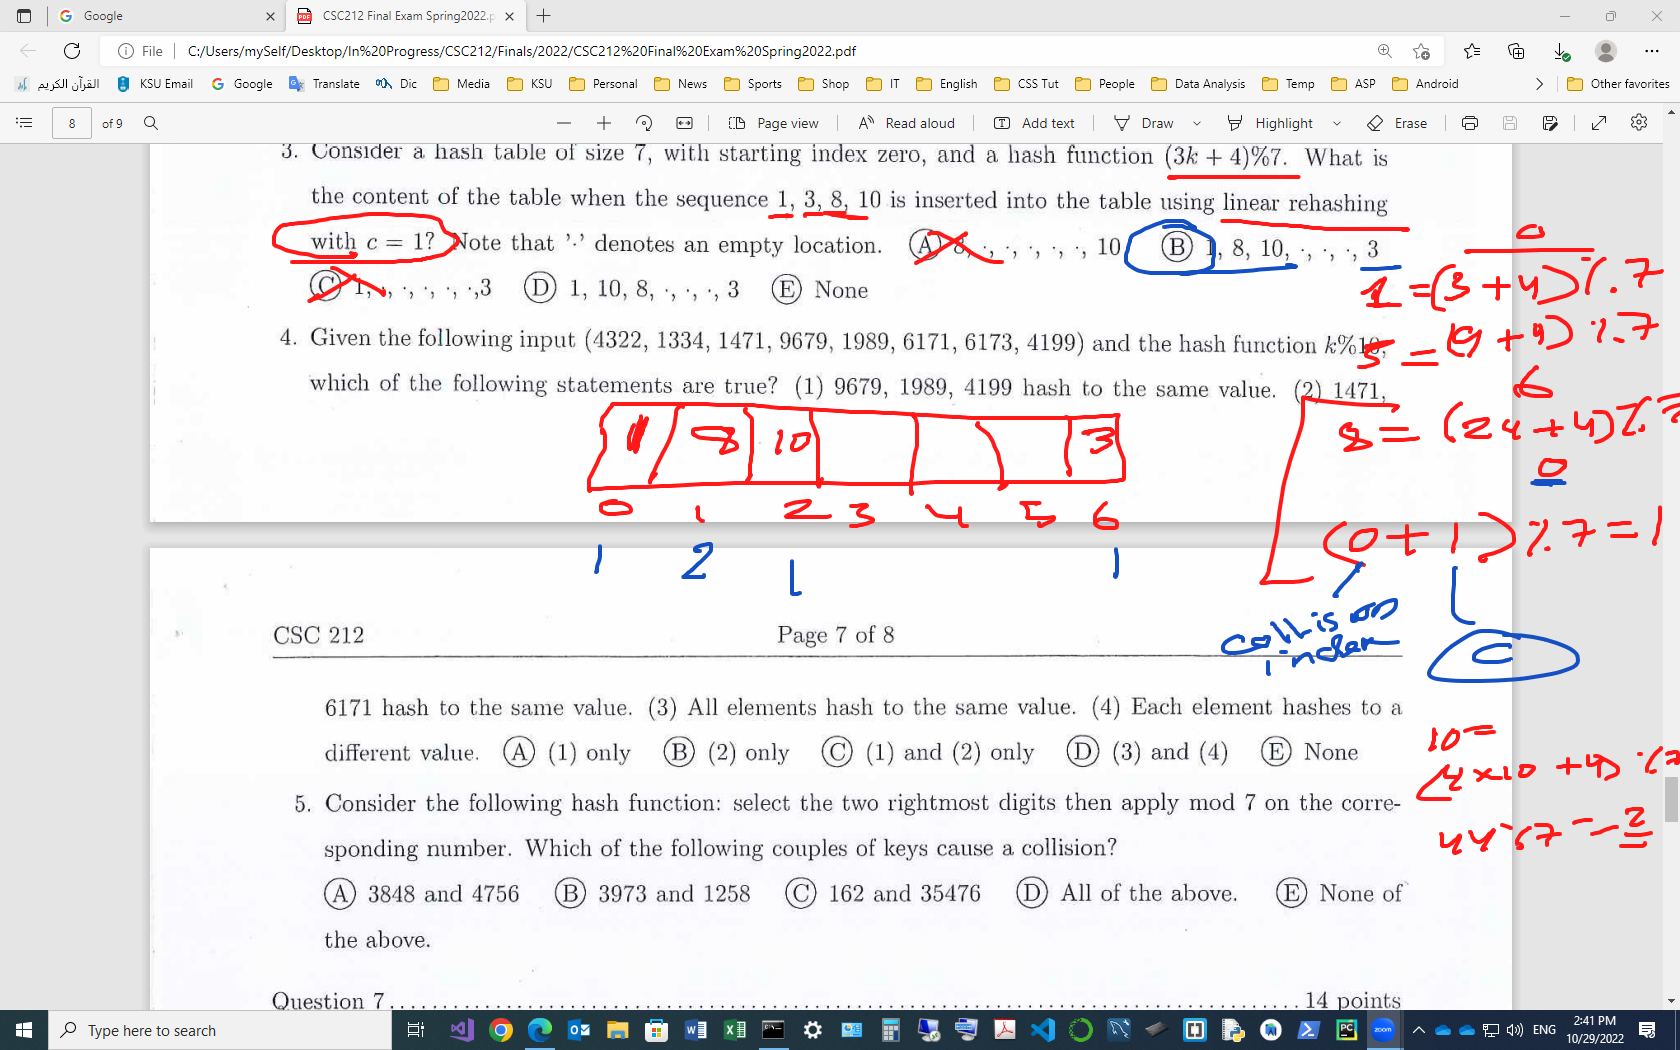 Google
CSC212 Final Exam Spring2022.p
File
C:/Users/mySelf/Desktop/In%20Progress/CSC212/Finals/2022/CSC212%20Final%20Exam%20Spring2022.pdf
القرآن الكريم KSU Email Google Translate Dic Media KSU Personal News Sports Shop IT English CSS Tut People Data Analysis Temp ASP Android Other favorites
8 of 9 Page view Read aloud Add text Draw Highlight Erase
3. Consider a hash table of size 7, with starting index zero, and a hash function (3k + 4)%7. What is
the content of the table when the sequence 1, 3, 8, 10 is inserted into the table using linear rehashing
with c = 1? Note that '·' denotes an empty location. (A) 8, ·, ·, ·, ·, ·, 10 (B) 1, 8, 10, ·, ·, ·, 3
(C) 1, ·, ·, ·, ·, ·,3 (D) 1, 10, 8, ·, ·, ·, 3 (E) None
0
1 =(3+4)%.7
= (9+4) %.7
6
4. Given the following input (4322, 1334, 1471, 9679, 1989, 6171, 6173, 4199) and the hash function k%10,
which of the following statements are true? (1) 9679, 1989, 4199 hash to the same value. (2) 1471,
8= (24+4)%.7
0
1 8 10 3
0 1 2 3 4 5 6
1 2 1 1
(0+1)%.7=1
collision
index
C
CSC 212 Page 7 of 8
6171 hash to the same value. (3) All elements hash to the same value. (4) Each element hashes to a
different value. (A) (1) only (B) (2) only (C) (1) and (2) only (D) (3) and (4) (E) None
10=
(4×10 +4) %7
44%7=2
5. Consider the following hash function: select the two rightmost digits then apply mod 7 on the corre-
sponding number. Which of the following couples of keys cause a collision?
(A) 3848 and 4756 (B) 3973 and 1258 (C) 162 and 35476 (D) All of the above. (E) None of
the above.
Question 7 . . . . . . . . . . . . . . . . . . . . . . . . . . . . . . . . . . . . . . . . . . . . . . . . . . 14 points
Type here to search
ENG
2:41 PM
10/29/2022